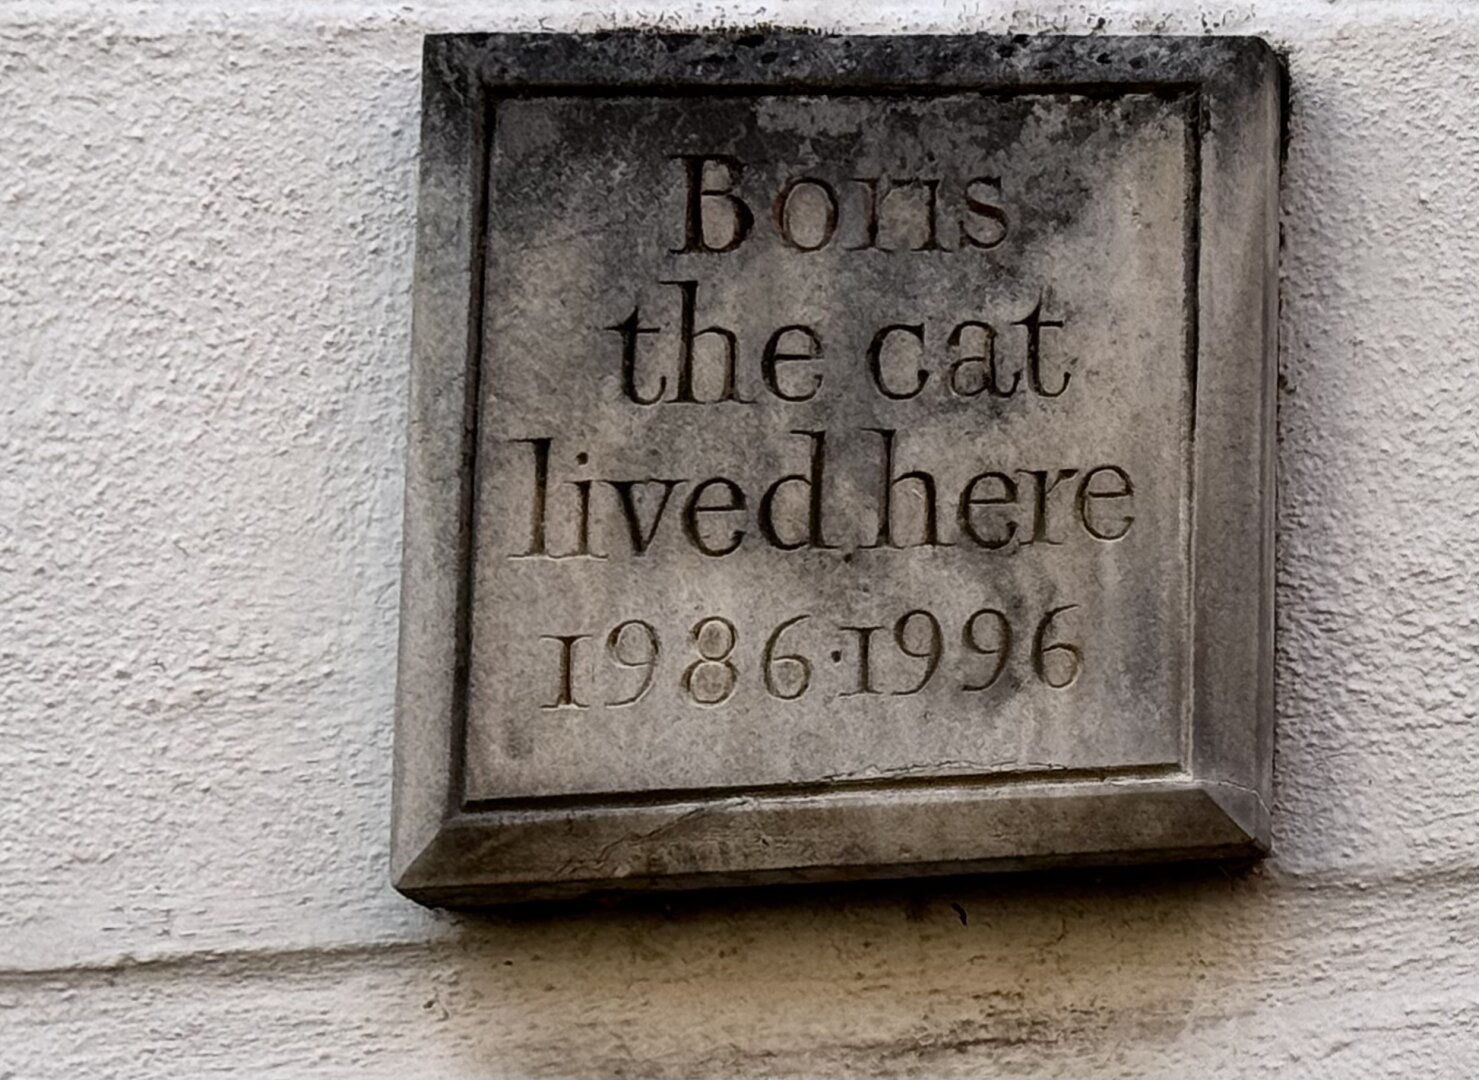 Boris
the cat
lived here
1986·1996